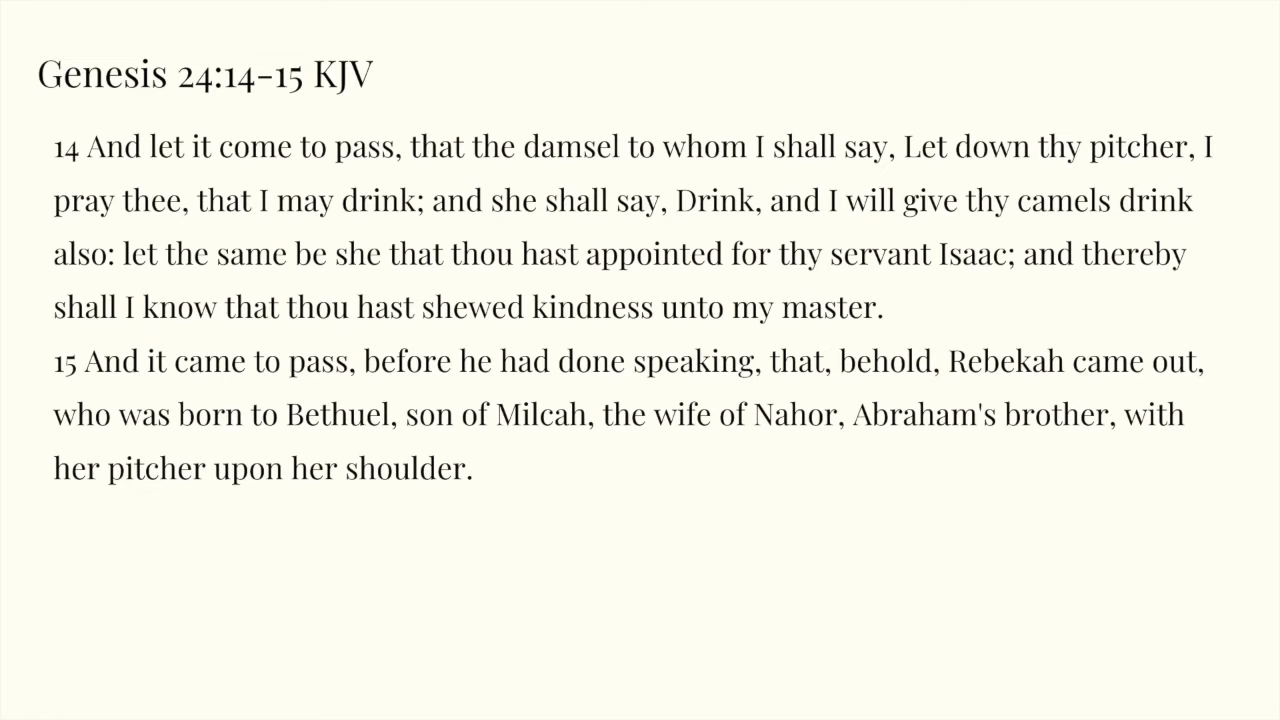 Genesis 24:14-15 KJV
14 And let it come to pass, that the damsel to whom I shall say, Let down thy pitcher, I
pray thee, that I may drink; and she shall say, Drink, and I will give thy camels drink
also: let the same be she that thou hast appointed for thy servant Isaac; and thereby
shall I know that thou hast shewed kindness unto my master.
15 And it came to pass, before he had done speaking, that, behold, Rebekah came out,
who was born to Bethuel, son of Milcah, the wife of Nahor, Abraham's brother, with
her pitcher upon her shoulder.